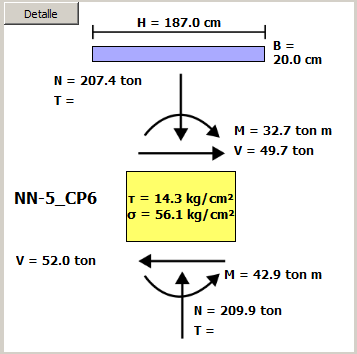 Detalle
H = 187.0 cm
B =
20.0 cm
N = 207.4 ton
T =
M = 32.7 ton m
V = 49.7 ton
NN-5_CP6
τ = 14.3 kg/cm²
σ = 56.1 kg/cm²
V = 52.0 ton
M = 42.9 ton m
N = 209.9 ton
T =